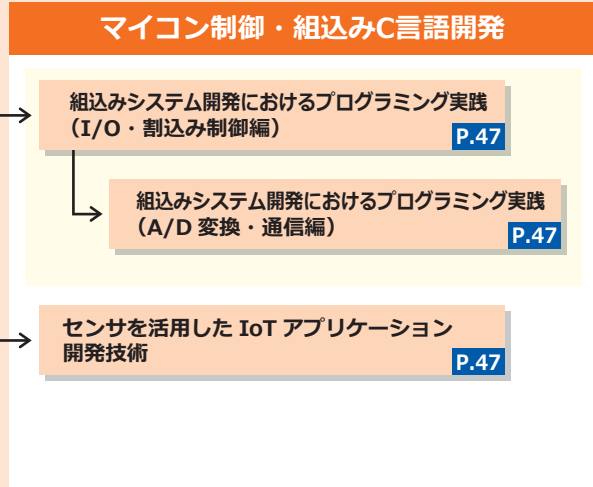 マイコン制御・組込みC言語開発
組込みシステム開発におけるプログラミング実践
(I/O・割込み制御編)
P.47
組込みシステム開発におけるプログラミング実践
(A/D 変換・通信編)
P.47
センサを活用した IoT アプリケーション
開発技術
P.47